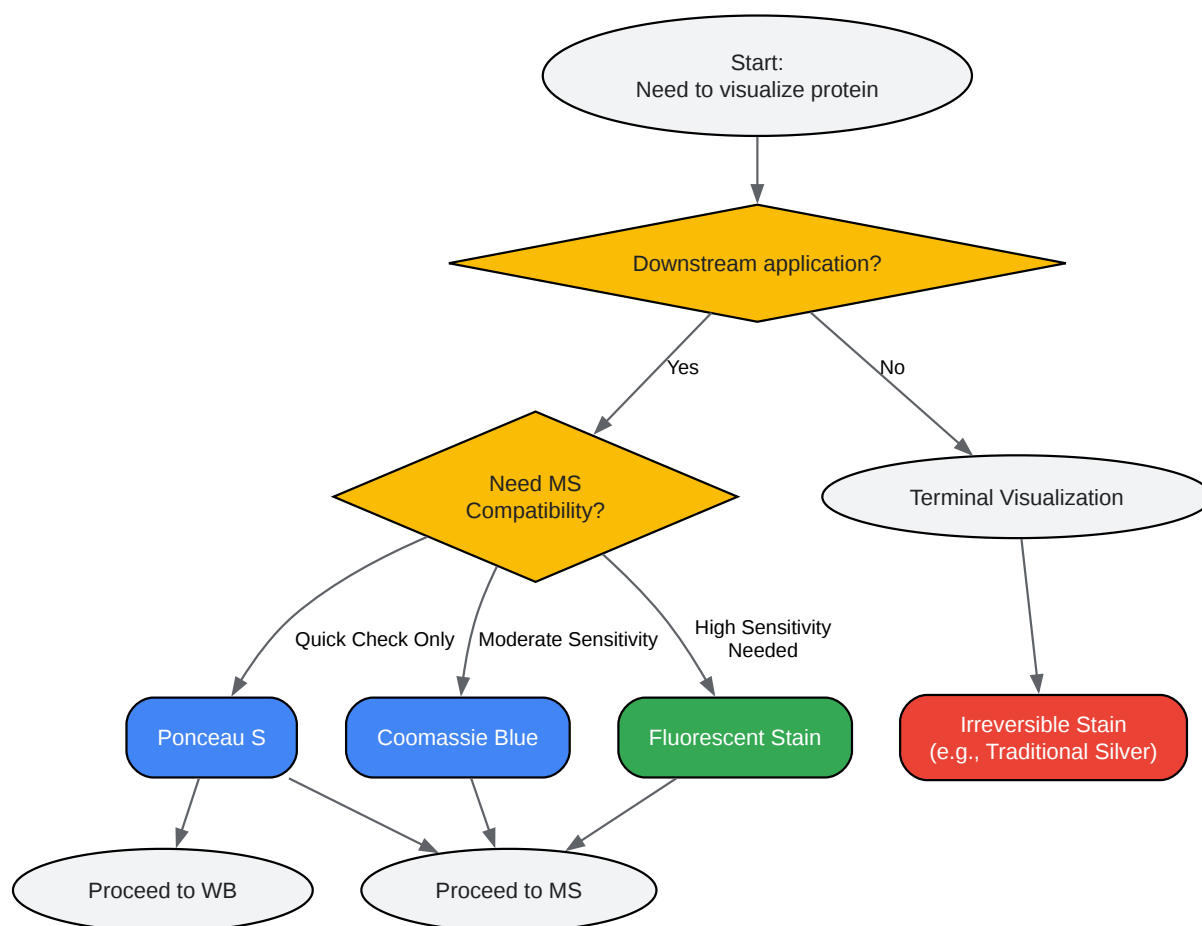 Start:
Need to visualize protein
Downstream application?
Yes
No
Need MS
Compatibility?
Terminal Visualization
Quick Check Only
Moderate Sensitivity
High Sensitivity
Needed
Ponceau S
Coomassie Blue
Fluorescent Stain
Irreversible Stain
(e.g., Traditional Silver)
Proceed to WB
Proceed to MS